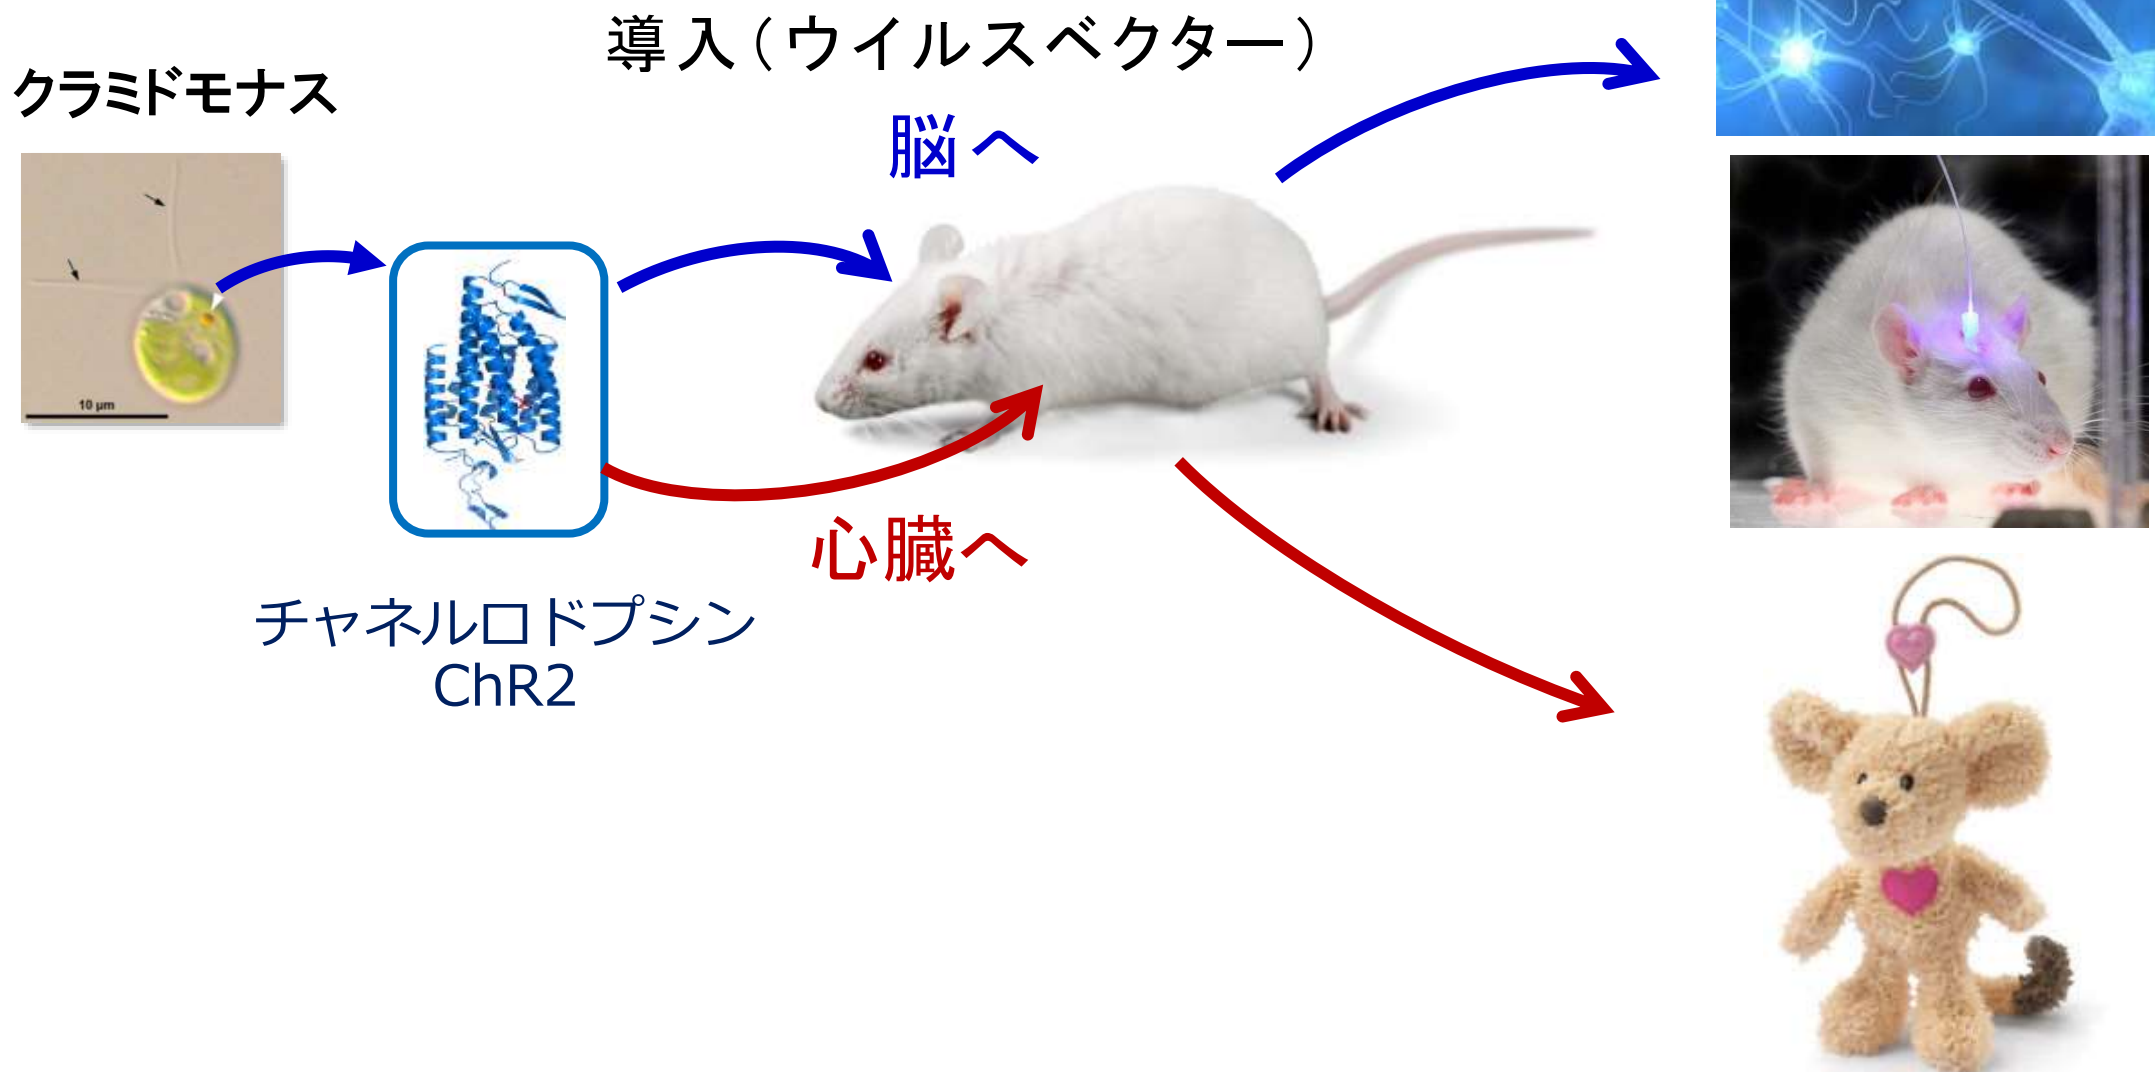 導入（ウイルスベクター）
クラミドモナス
脳へ
10 µm
心臓へ
チャネルロドプシン
ChR2